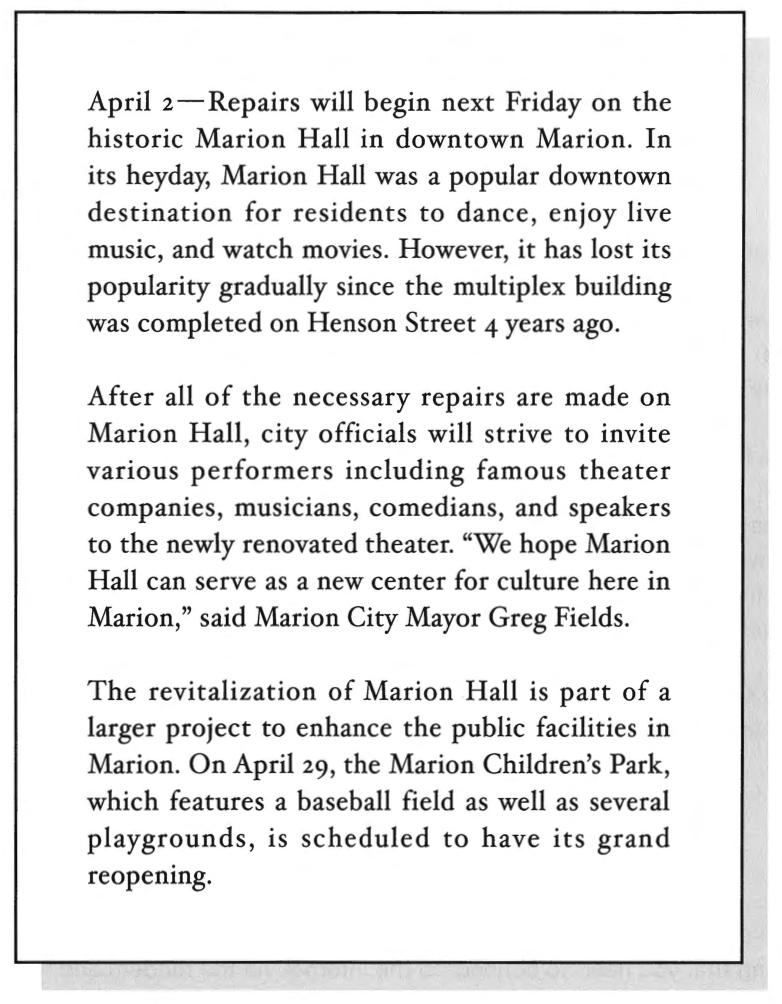 April 2—Repairs will begin next Friday on the
historic Marion Hall in downtown Marion. In
its heyday, Marion Hall was a popular downtown
destination for residents to dance, enjoy live
music, and watch movies. However, it has lost its
popularity gradually since the multiplex building
was completed on Henson Street 4 years ago.
After all of the necessary repairs are made on
Marion Hall, city officials will strive to invite
various performers including famous theater
companies, musicians, comedians, and speakers
to the newly renovated theater. “We hope Marion
Hall can serve as a new center for culture here in
Marion,” said Marion City Mayor Greg Fields.
The revitalization of Marion Hall is part of a
larger project to enhance the public facilities in
Marion. On April 29, the Marion Children’s Park,
which features a baseball field as well as several
playgrounds, is scheduled to have its grand
reopening.